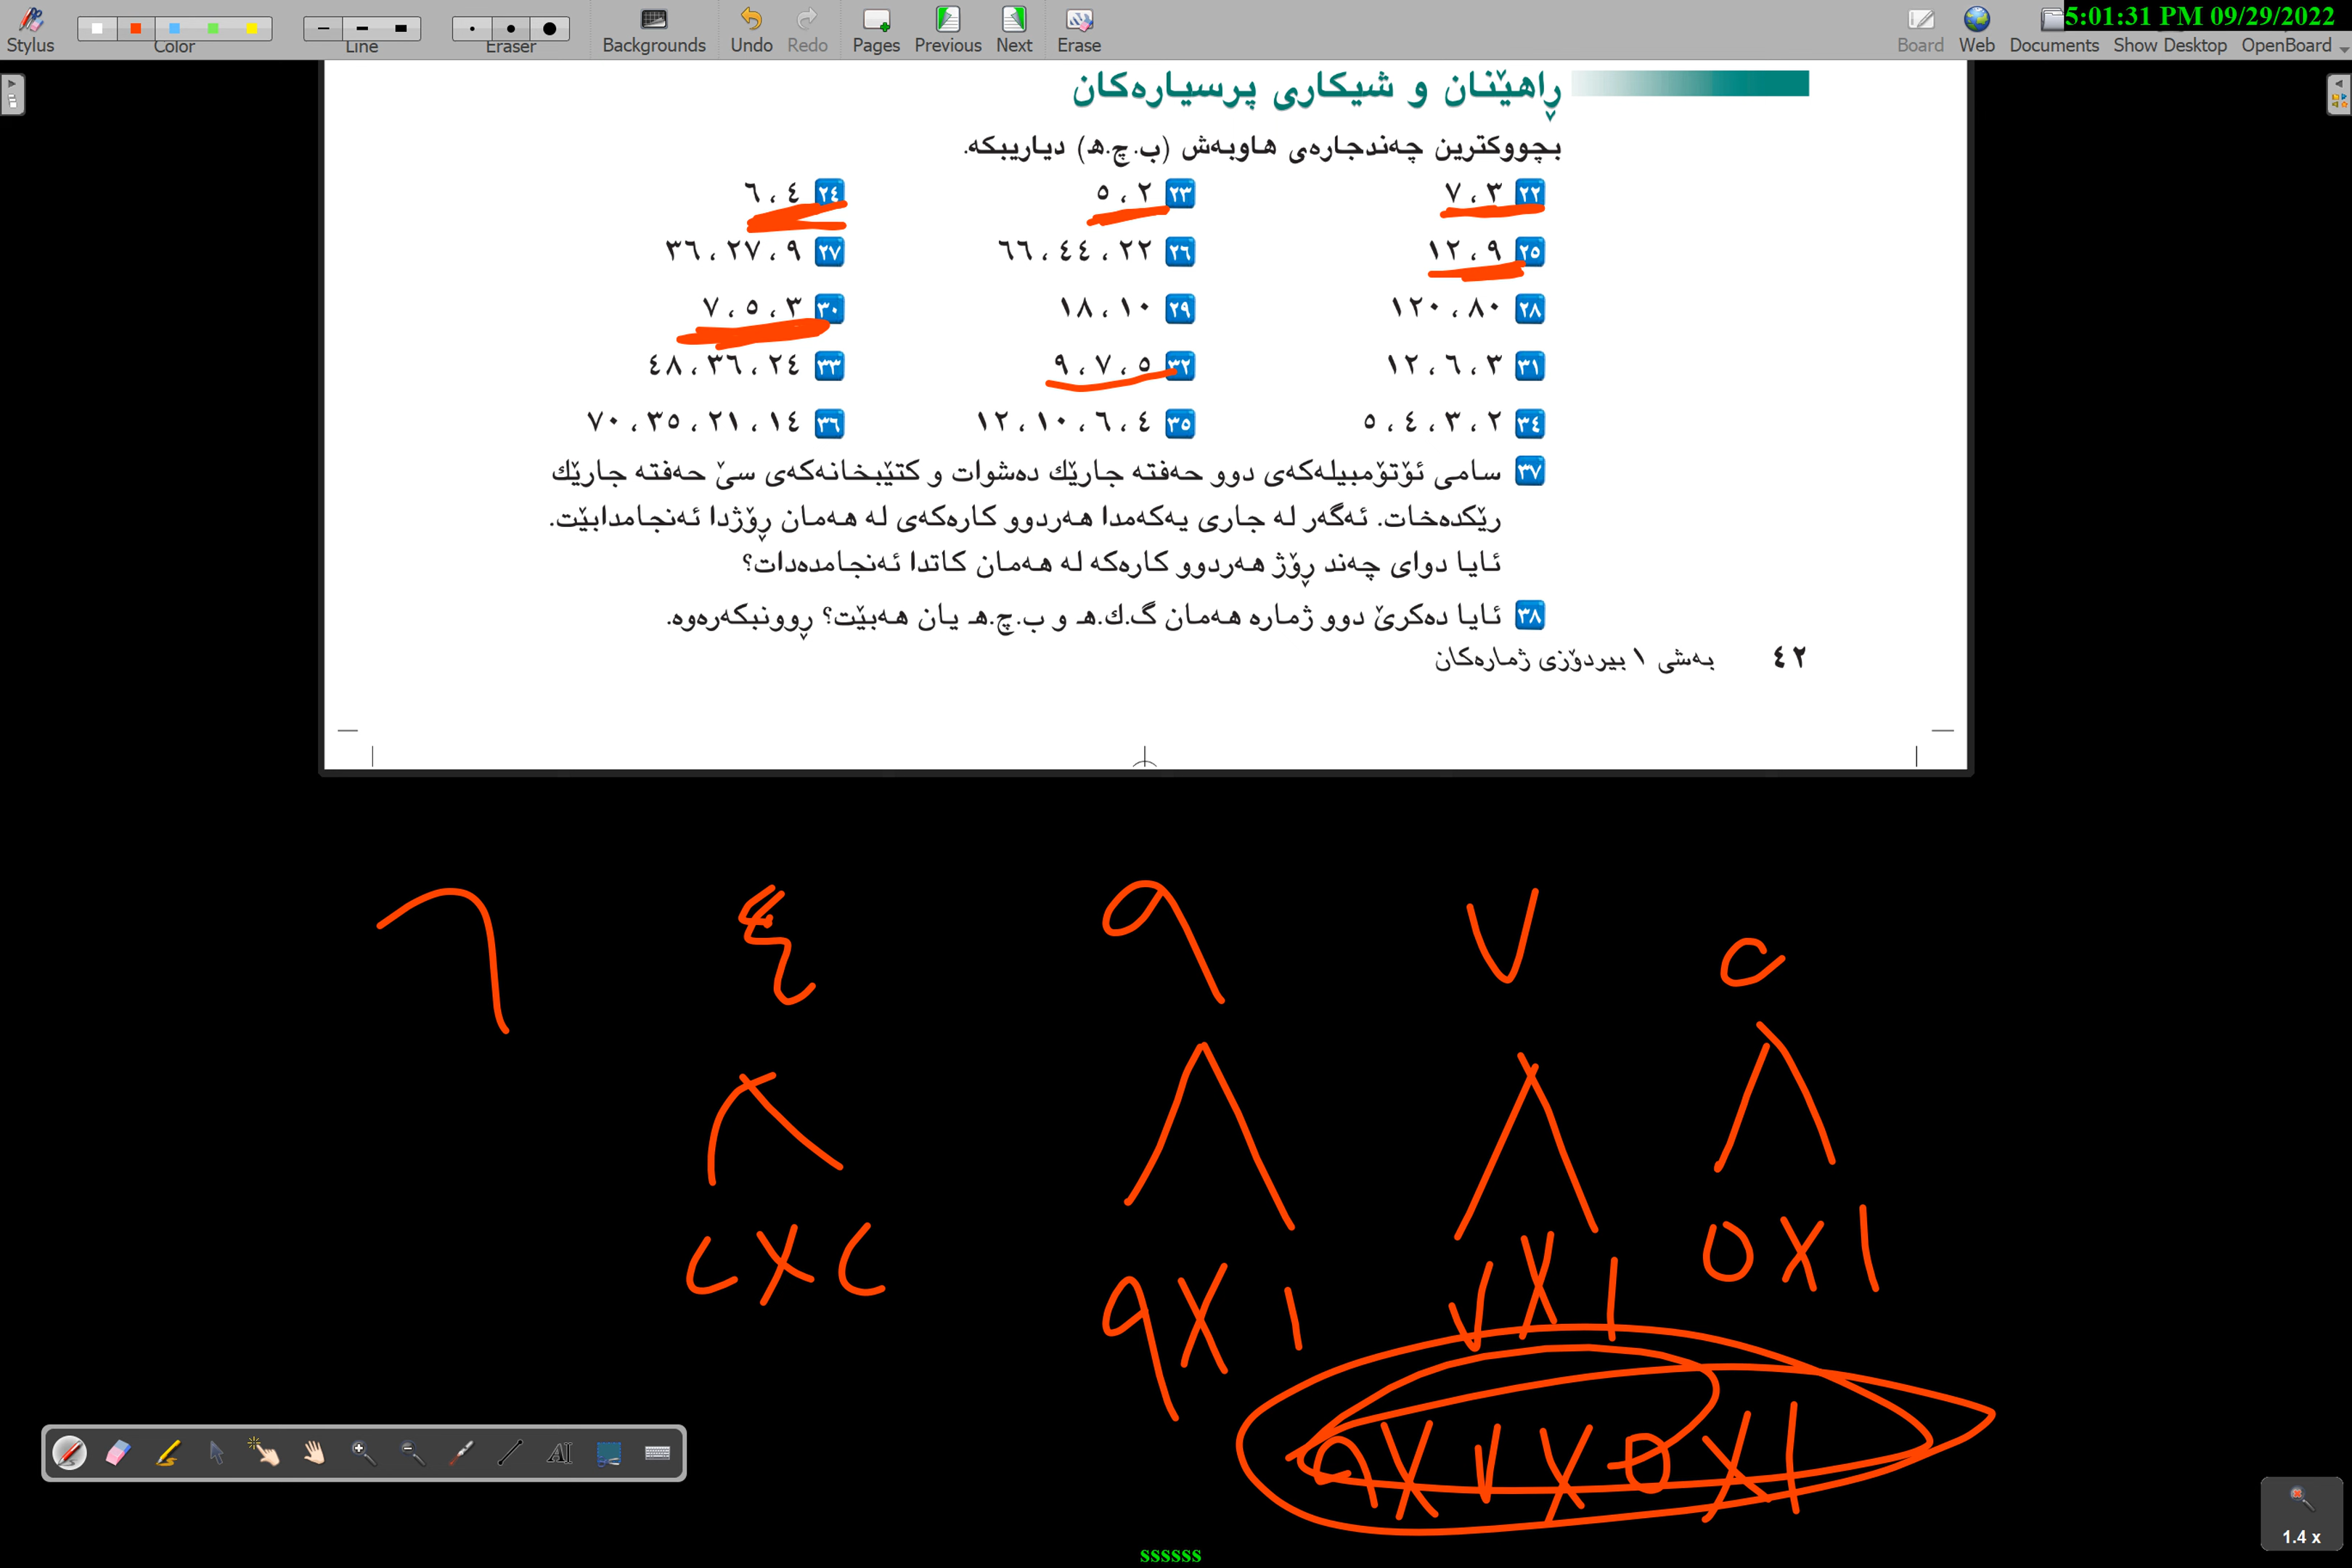 Stylus Color Line Eraser Backgrounds Undo Redo Pages Previous Next Erase Board Web Documents Show Desktop OpenBoard
5:01:31 PM 09/29/2022
ڕاهێنان و شیکاری پرسیارەکان
بچووکترین چەندجارەی هاوبەش (ب.چ.هـ) دیاریبکە.
٢٢ ٣ ، ٧ ٢٣ ٢ ، ٥ ٢٤ ٤ ، ٦
٢٥ ٩ ، ١٢ ٢٦ ٢٢ ، ٤٤ ، ٦٦ ٢٧ ٩ ، ٢٧ ، ٣٦
٢٨ ٨٠ ، ١٢٠ ٢٩ ١٠ ، ١٨ ٣٠ ٣ ، ٥ ، ٧
٣١ ٣ ، ٦ ، ١٢ ٣٢ ٥ ، ٧ ، ٩ ٣٣ ٢٤ ، ٣٦ ، ٤٨
٣٤ ٢ ، ٣ ، ٤ ، ٥ ٣٥ ٤ ، ٦ ، ١٠ ، ١٢ ٣٦ ١٤ ، ٢١ ، ٣٥ ، ٧٠
٣٧ سامی ئۆتۆمبیلەکەی دوو حەفتە جارێك دەشوات و کتێبخانەکەی سێ حەفتە جارێك
رێکدەخات. ئەگەر لە جاری یەکەمدا هەردوو کارەکەی لە هەمان ڕۆژدا ئەنجامدابێت.
ئایا دوای چەند ڕۆژ هەردوو کارەکە لە هەمان کاتدا ئەنجامدەدات؟
٣٨ ئایا دەکرێ دوو ژمارە هەمان گ.ك.هـ و ب.چ.هـ یان هەبێت؟ ڕوونبکەرەوە.
٤٢ بەشی ١ بیردۆزی ژمارەکان
٦ ٤ ٩ ٧ ٥
٢×٢ ٩×١ ٧×١ ٥×١
٩×٧×٥×١
1.4 x
ssssss